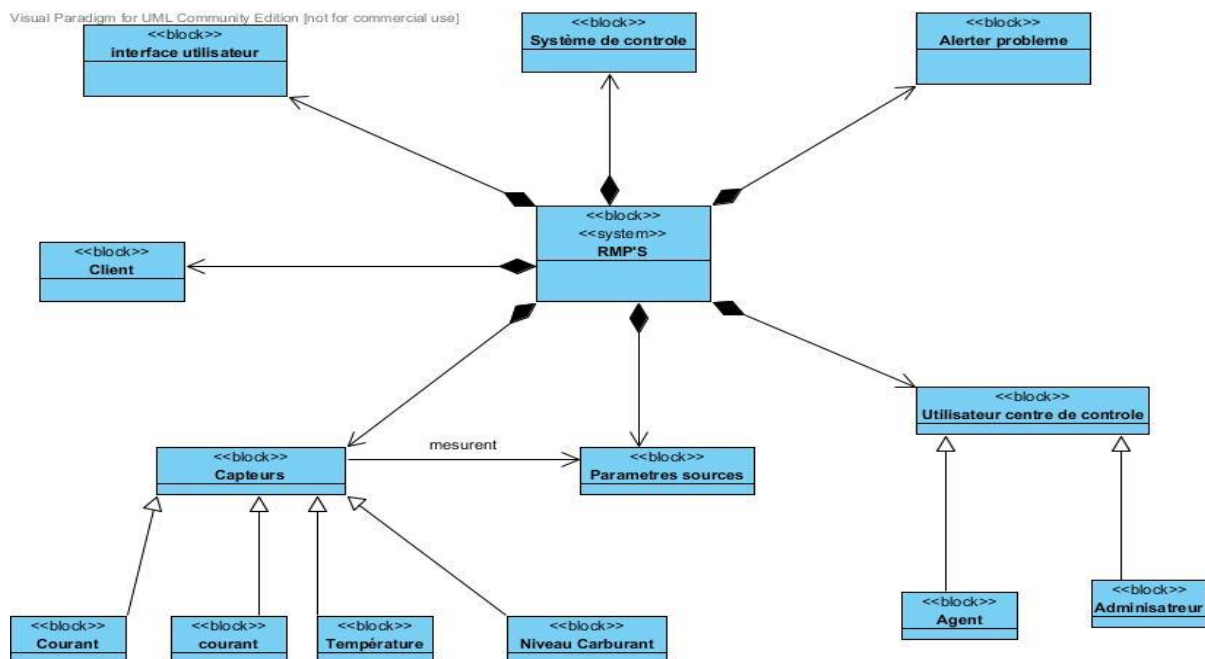 Visual Paradigm for UML Community Edition [not for commercial use]
<<block>>
interface utilisateur
<<block>>
Système de controle
<<block>>
Alerter probleme
<<block>>
<<system>>
RMP'S
<<block>>
Client
<<block>>
Utilisateur centre de controle
<<block>>
Capteurs
mesurent
<<block>>
Parametres sources
<<block>>
Courant
<<block>>
courant
<<block>>
Température
<<block>>
Niveau Carburant
<<block>>
Agent
<<block>>
Adminisateur